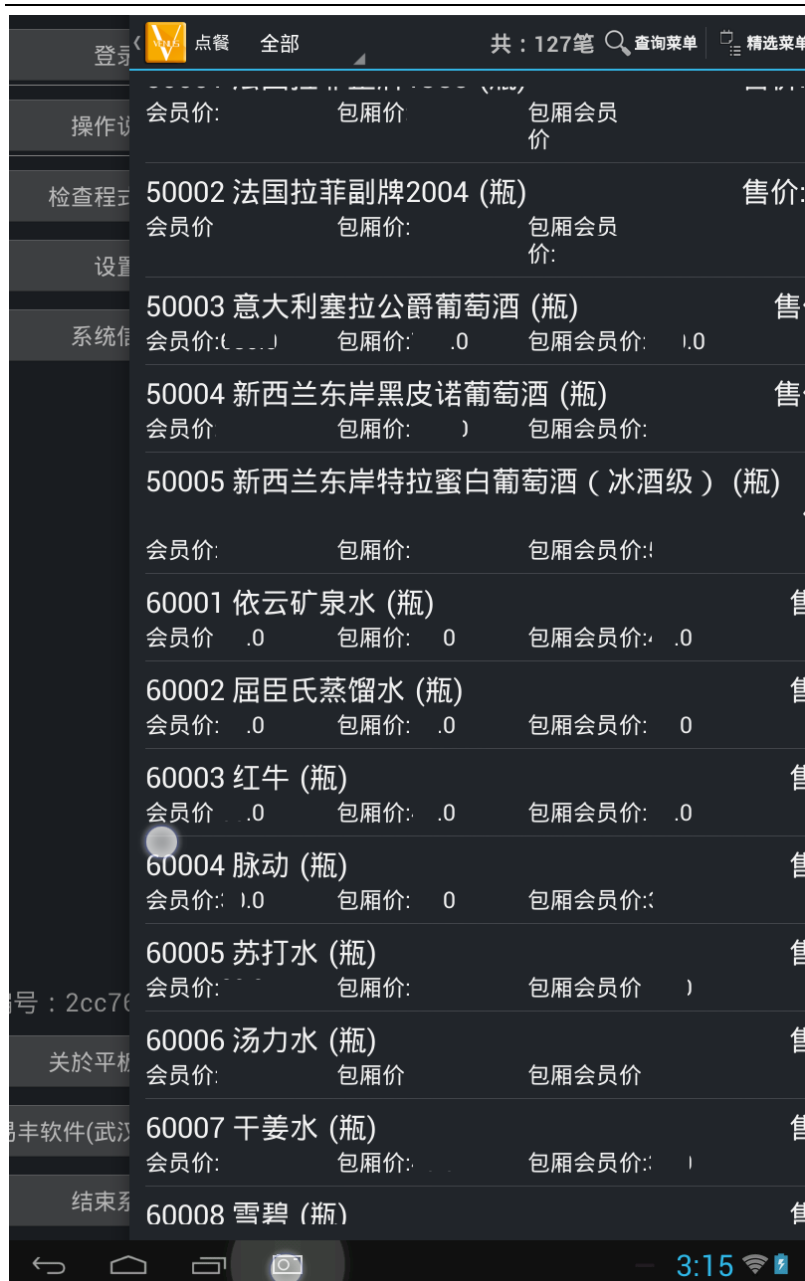 登录
操作说
检查程式
设置
系统信
号：2cc76
关於平板
易丰软件(武汉
结束系
VENUS 点餐 全部 共：127笔 查询菜单 精选菜单
会员价: 包厢价 包厢会员
价
50002 法国拉菲副牌2004 (瓶) 售价:
会员价 包厢价: 包厢会员
价:
50003 意大利塞拉公爵葡萄酒 (瓶) 售
会员价: 包厢价: .0 包厢会员价: .0
50004 新西兰东岸黑皮诺葡萄酒 (瓶) 售
会员价 包厢价: 包厢会员价:
50005 新西兰东岸特拉蜜白葡萄酒（冰酒级） (瓶)
会员价: 包厢价: 包厢会员价:
60001 依云矿泉水 (瓶) 售
会员价 .0 包厢价: 0 包厢会员价: .0
60002 屈臣氏蒸馏水 (瓶) 售
会员价: .0 包厢价: .0 包厢会员价: 0
60003 红牛 (瓶) 售
会员价 .0 包厢价: .0 包厢会员价: .0
60004 脉动 (瓶) 售
会员价: .0 包厢价: 0 包厢会员价:
60005 苏打水 (瓶) 售
会员价: 包厢价: 包厢会员价
60006 汤力水 (瓶) 售
会员价: 包厢价 包厢会员价
60007 干姜水 (瓶) 售
会员价: 包厢价: 包厢会员价:
60008 雪碧 (瓶) 售
3:15